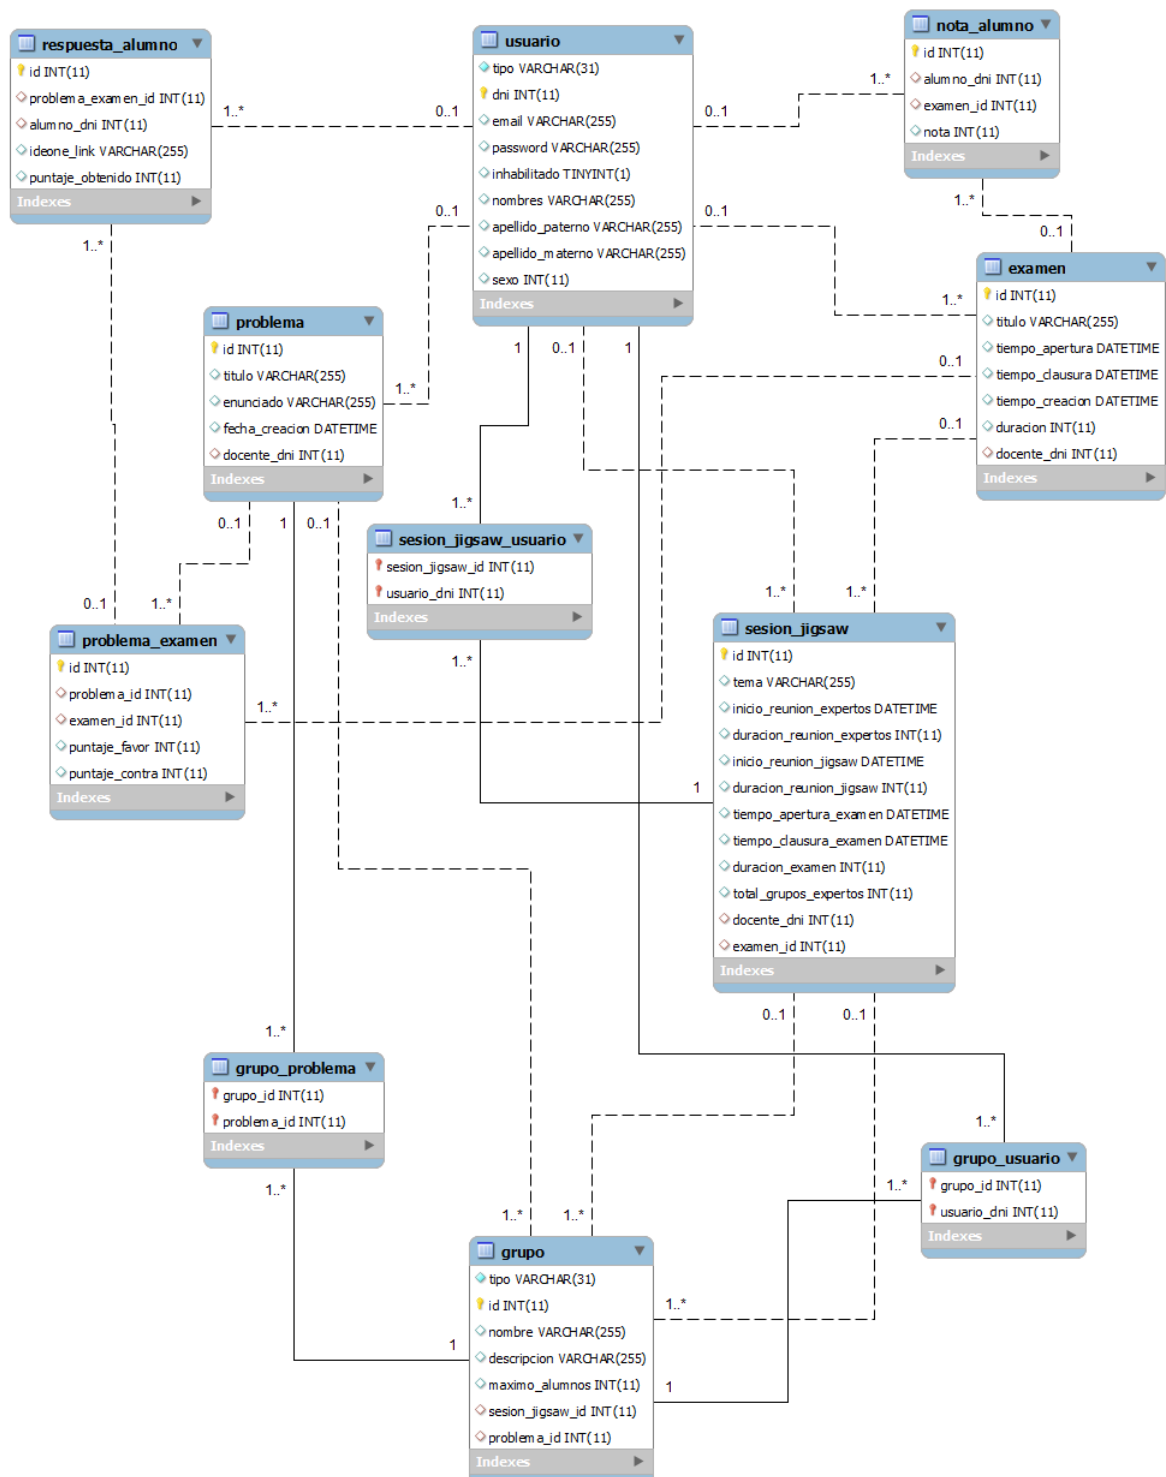 respuesta_alumno
id INT(11)
problema_examen_id INT(11)
alumno_dni INT(11)
ideone_link VARCHAR(255)
puntaje_obtenido INT(11)
Indexes
usuario
tipo VARCHAR(31)
dni INT(11)
email VARCHAR(255)
password VARCHAR(255)
inhabilitado TINYINT(1)
nombres VARCHAR(255)
apellido_paterno VARCHAR(255)
apellido_materno VARCHAR(255)
sexo INT(11)
Indexes
nota_alumno
id INT(11)
alumno_dni INT(11)
examen_id INT(11)
nota INT(11)
Indexes
1..*
0..1
0..1
1..*
1..*
0..1
1..*
0..1
0..1
1..*
examen
id INT(11)
titulo VARCHAR(255)
tiempo_apertura DATETIME
tiempo_clausura DATETIME
tiempo_creacion DATETIME
duracion INT(11)
docente_dni INT(11)
Indexes
problema
id INT(11)
titulo VARCHAR(255)
enunciado VARCHAR(255)
fecha_creacion DATETIME
docente_dni INT(11)
Indexes
1..*
1
0..1
1
0..1
0..1
0..1
1
0..1
1..*
sesion_jigsaw_usuario
sesion_jigsaw_id INT(11)
usuario_dni INT(11)
Indexes
0..1
1..*
1..*
1..*
1..*
problema_examen
id INT(11)
problema_id INT(11)
examen_id INT(11)
puntaje_favor INT(11)
puntaje_contra INT(11)
Indexes
1..*
sesion_jigsaw
id INT(11)
tema VARCHAR(255)
inicio_reunion_expertos DATETIME
duracion_reunion_expertos INT(11)
inicio_reunion_jigsaw DATETIME
duracion_reunion_jigsaw INT(11)
tiempo_apertura_examen DATETIME
tiempo_clausura_examen DATETIME
duracion_examen INT(11)
total_grupos_expertos INT(11)
docente_dni INT(11)
examen_id INT(11)
Indexes
1
0..1
0..1
1..*
grupo_problema
grupo_id INT(11)
problema_id INT(11)
Indexes
1..*
1..*
grupo_usuario
grupo_id INT(11)
usuario_dni INT(11)
Indexes
1..*
1..*
1..*
grupo
tipo VARCHAR(31)
id INT(11)
nombre VARCHAR(255)
descripcion VARCHAR(255)
maximo_alumnos INT(11)
sesion_jigsaw_id INT(11)
problema_id INT(11)
Indexes
1..*
1
1